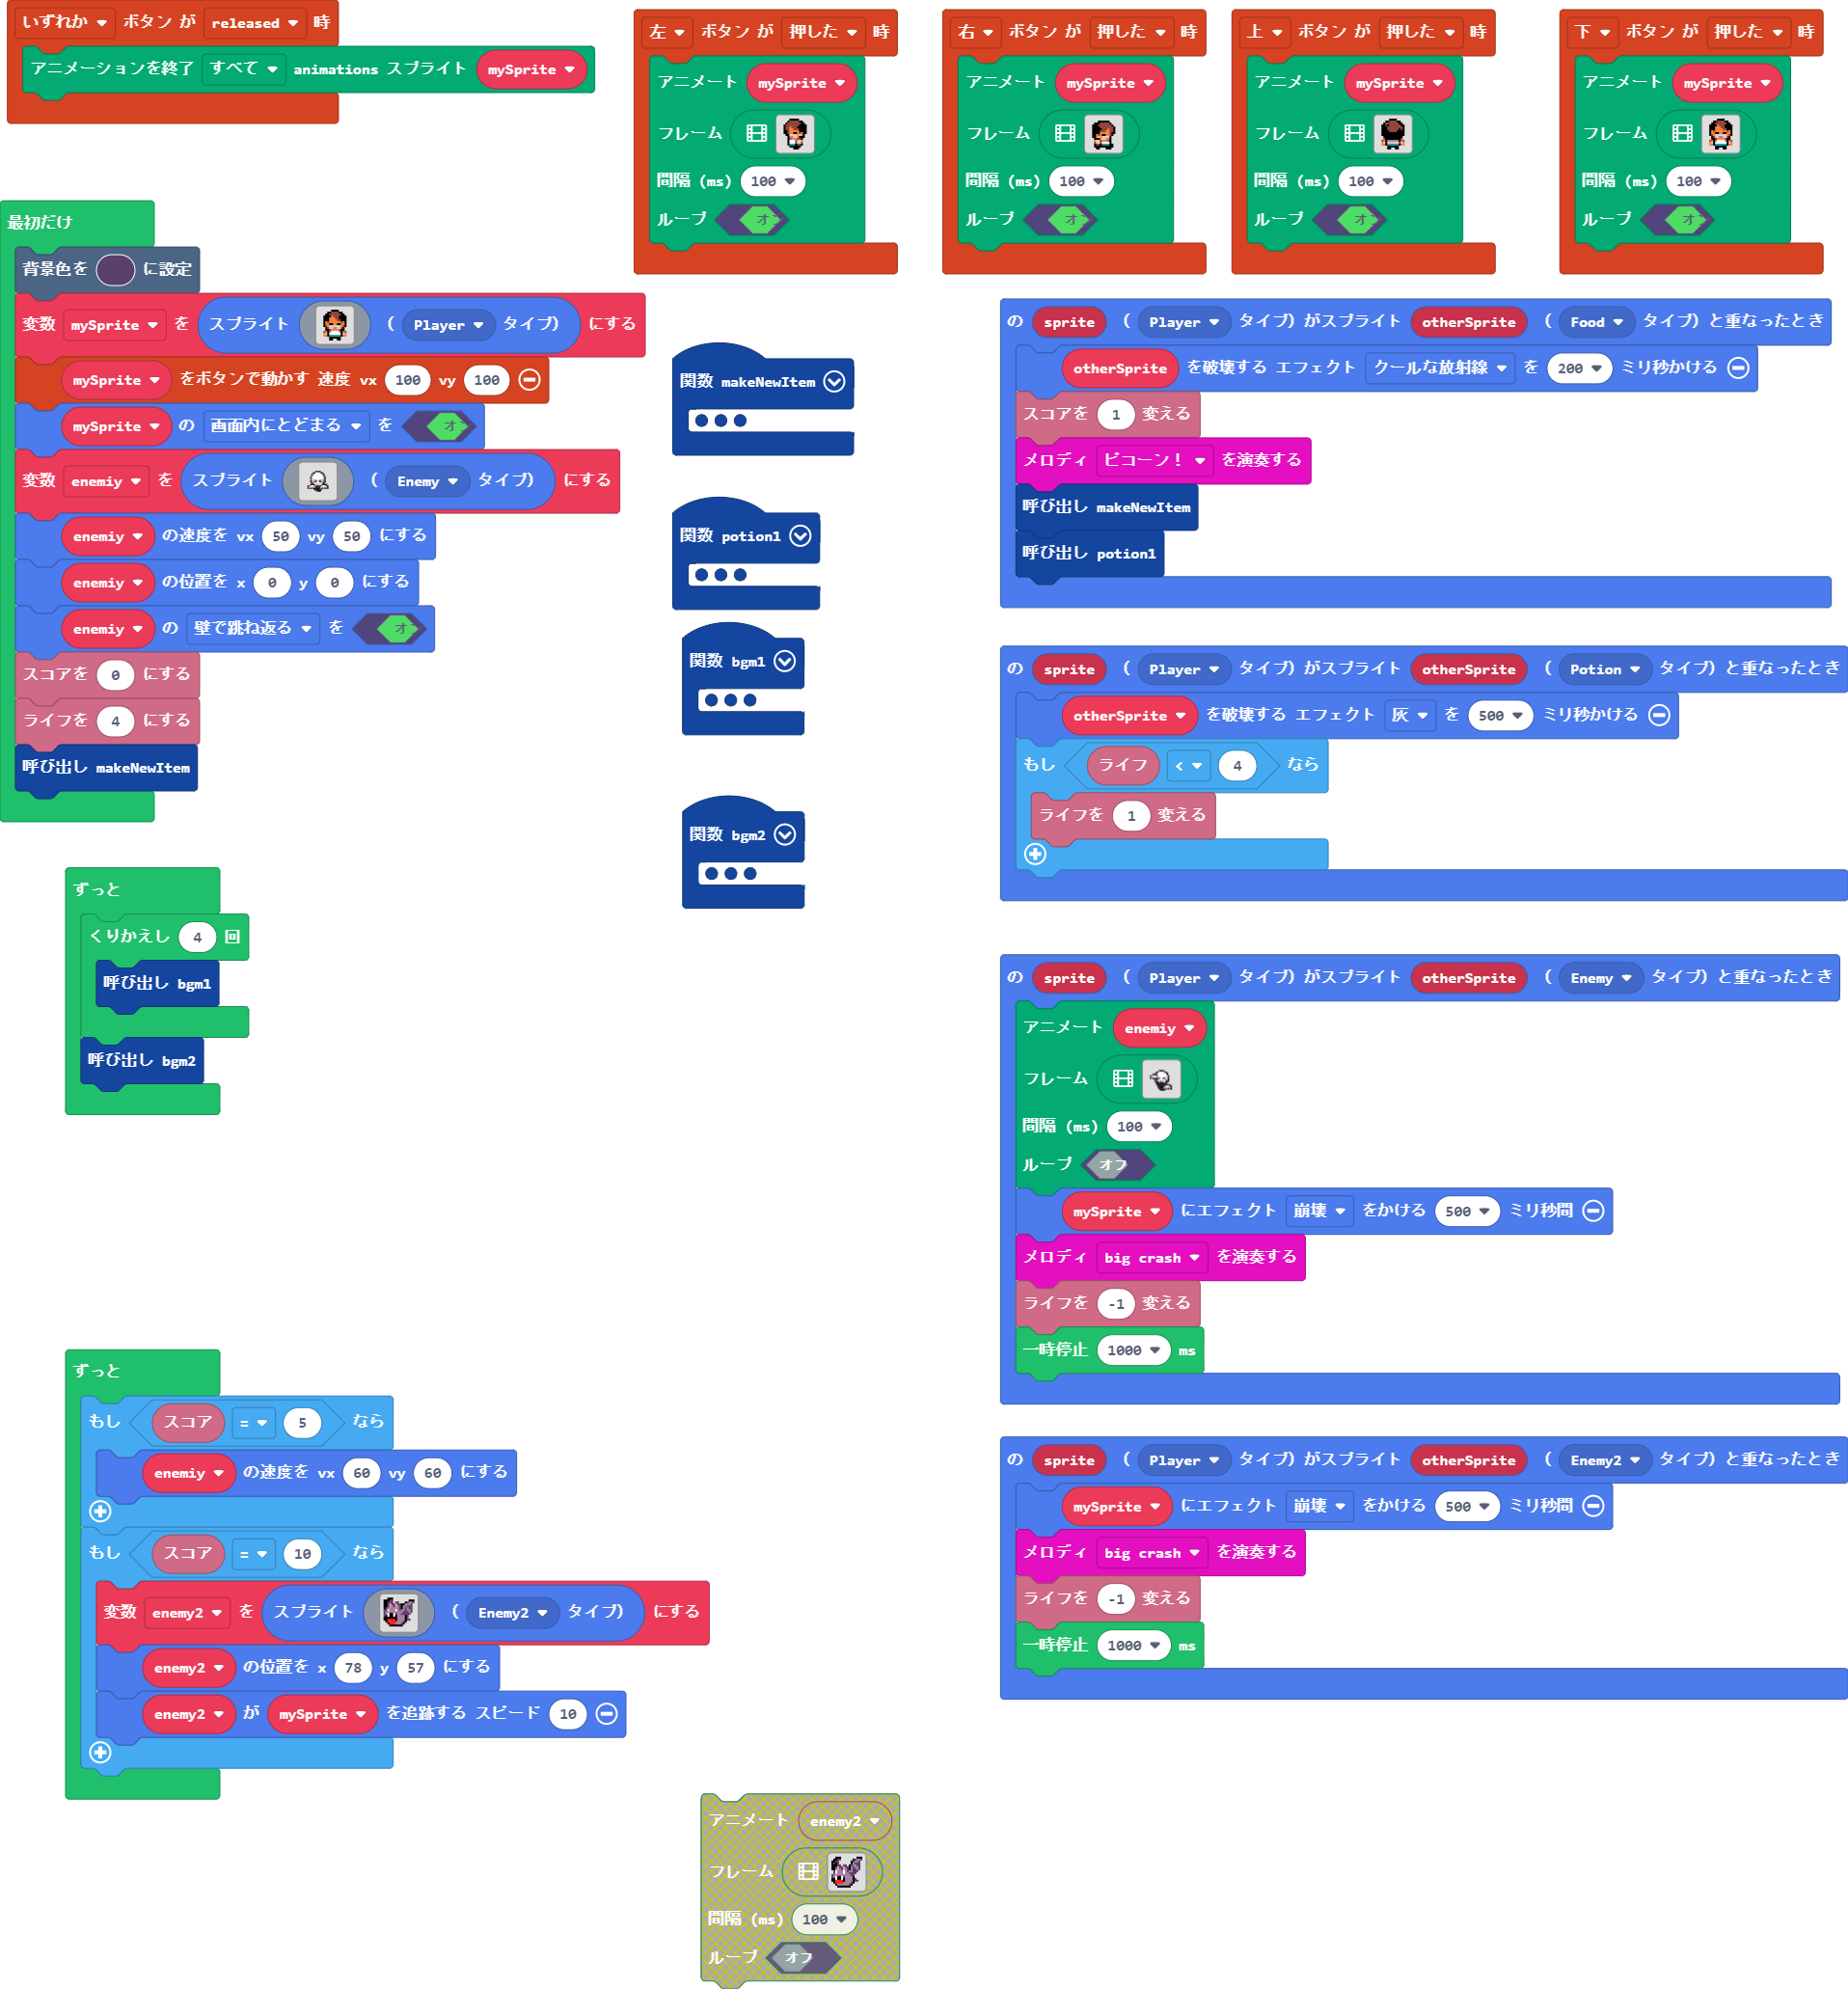 いずれか ボタン が released 時
アニメーションを終了 すべて animations スプライト mySprite
左 ボタン が 押した 時
アニメート mySprite
フレーム
間隔 (ms) 100
ループ オン
右 ボタン が 押した 時
アニメート mySprite
フレーム
間隔 (ms) 100
ループ オン
上 ボタン が 押した 時
アニメート mySprite
フレーム
間隔 (ms) 100
ループ オン
下 ボタン が 押した 時
アニメート mySprite
フレーム
間隔 (ms) 100
ループ オン
最初だけ
背景色を に設定
変数 mySprite を スプライト ( Player タイプ) にする
mySprite をボタンで動かす 速度 vx 100 vy 100
mySprite の 画面内にとどまる を オン
変数 enemiy を スプライト ( Enemy タイプ) にする
enemiy の速度を vx 50 vy 50 にする
enemiy の位置を x 0 y 0 にする
enemiy の 壁で跳ね返る を オン
スコアを 0 にする
ライフを 4 にする
呼び出し makeNewItem
関数 makeNewItem
関数 potion1
関数 bgm1
関数 bgm2
の sprite ( Player タイプ) がスプライト otherSprite ( Food タイプ) と重なったとき
otherSprite を破壊する エフェクト クールな放射線 を 200 ミリ秒かける
スコアを 1 変える
メロディ ピコーン! を演奏する
呼び出し makeNewItem
呼び出し potion1
の sprite ( Player タイプ) がスプライト otherSprite ( Potion タイプ) と重なったとき
otherSprite を破壊する エフェクト 灰 を 500 ミリ秒かける
もし ライフ < 4 なら
ライフを 1 変える
ずっと
くりかえし 4 回
呼び出し bgm1
呼び出し bgm2
の sprite ( Player タイプ) がスプライト otherSprite ( Enemy タイプ) と重なったとき
アニメート enemiy
フレーム
間隔 (ms) 100
ループ オフ
mySprite にエフェクト 崩壊 をかける 500 ミリ秒間
メロディ big crash を演奏する
ライフを -1 変える
一時停止 1000 ms
ずっと
もし スコア = 5 なら
enemiy の速度を vx 60 vy 60 にする
もし スコア = 10 なら
変数 enemy2 を スプライト ( Enemy2 タイプ) にする
enemy2 の位置を x 78 y 57 にする
enemy2 が mySprite を追跡する スピード 10
の sprite ( Player タイプ) がスプライト otherSprite ( Enemy2 タイプ) と重なったとき
mySprite にエフェクト 崩壊 をかける 500 ミリ秒間
メロディ big crash を演奏する
ライフを -1 変える
一時停止 1000 ms
アニメート enemy2
フレーム
間隔 (ms) 100
ループ オフ